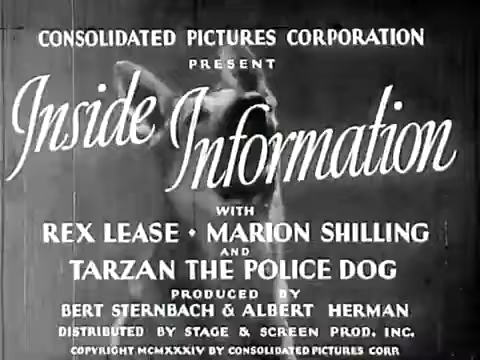 CONSOLIDATED PICTURES CORPORATION
PRESENT
Inside Information
WITH
REX LEASE • MARION SHILLING
AND
TARZAN THE POLICE DOG
PRODUCED BY
BERT STERNBACH & ALBERT HERMAN
DISTRIBUTED BY STAGE & SCREEN PROD. INC.
COPYRIGHT MCMXXXIV BY CONSOLIDATED PICTURES CORP.